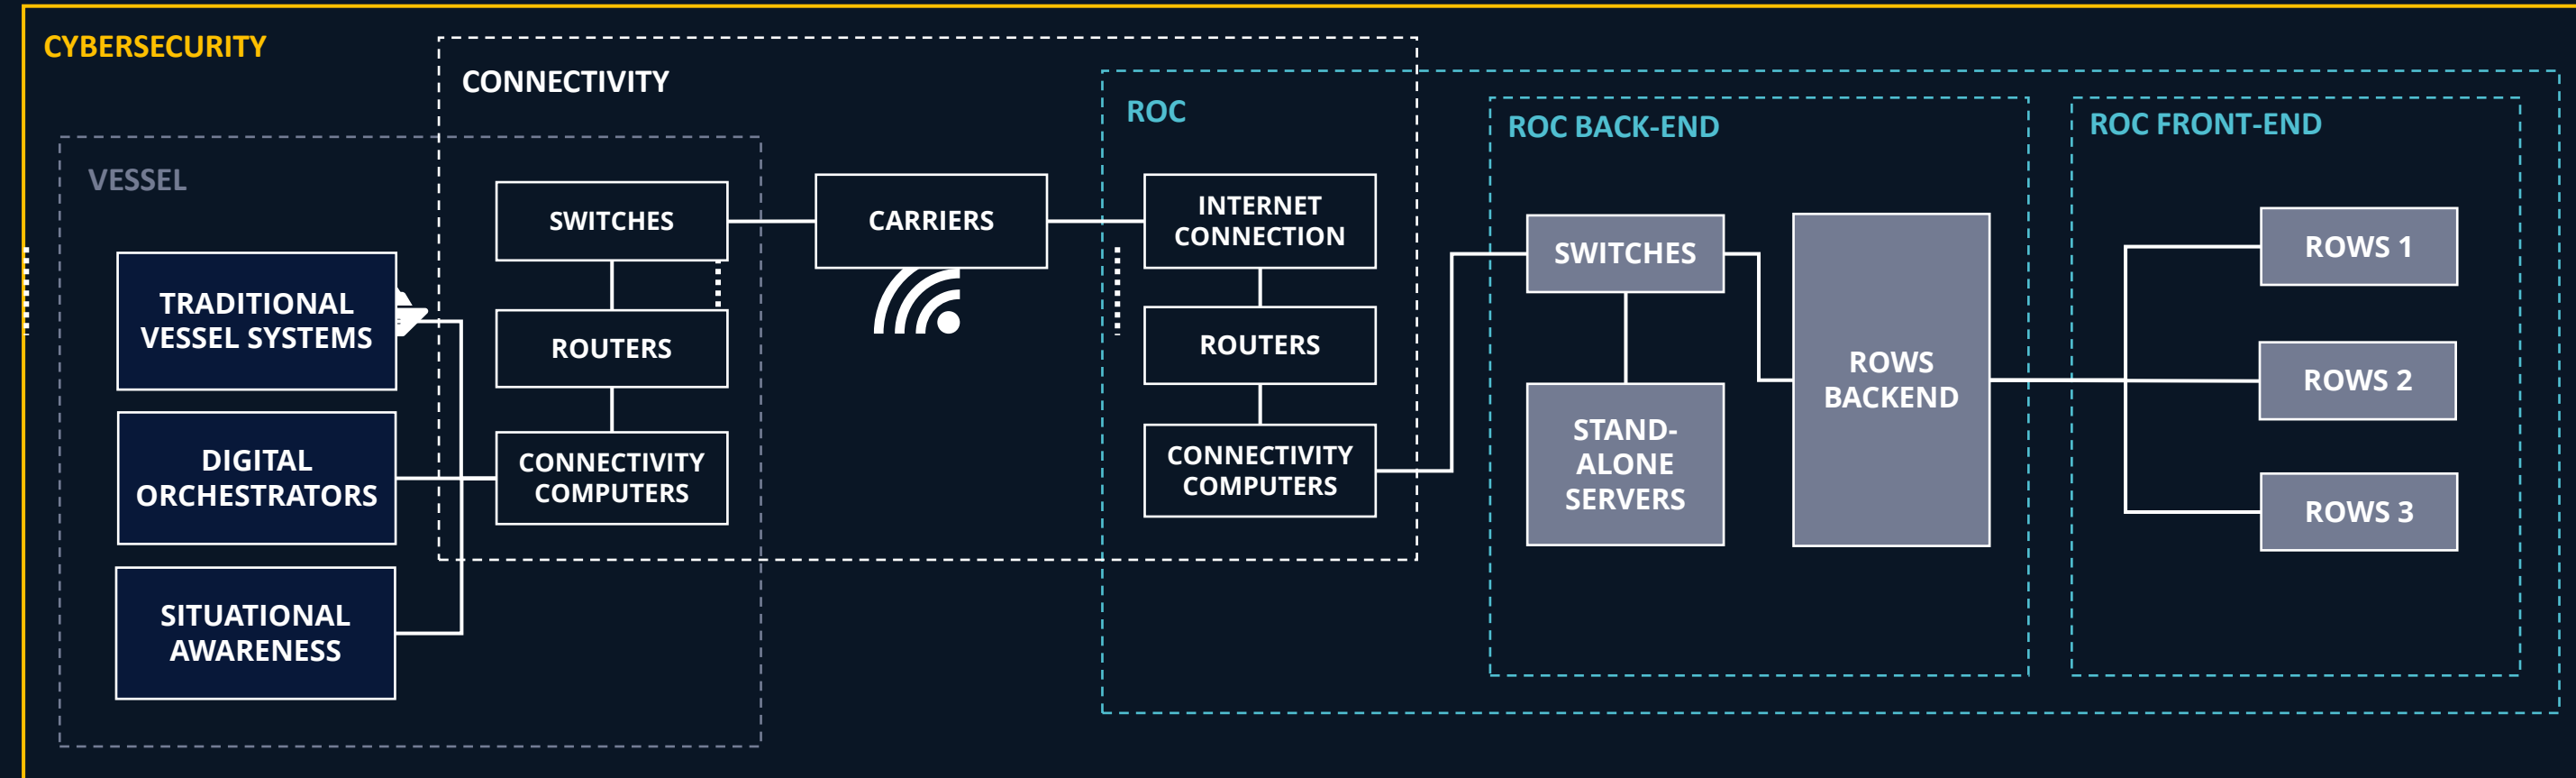 CYBERSECURITY
CONNECTIVITY
VESSEL
TRADITIONAL
VESSEL SYSTEMS
DIGITAL
ORCHESTRATORS
SITUATIONAL
AWARENESS
SWITCHES
ROUTERS
CONNECTIVITY
COMPUTERS
CARRIERS
ROC
INTERNET
CONNECTION
ROUTERS
CONNECTIVITY
COMPUTERS
ROC BACK-END
SWITCHES
STAND-
ALONE
SERVERS
ROWS
BACKEND
ROC FRONT-END
ROWS 1
ROWS 2
ROWS 3